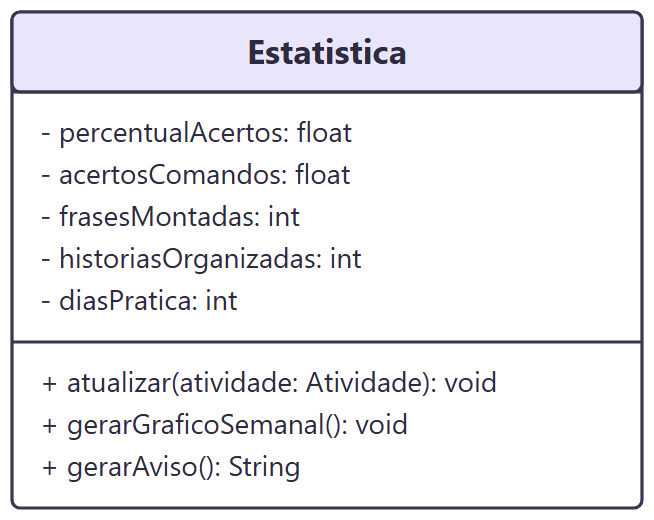 Estatistica
- percentualAcertos: float
- acertosComandos: float
- frasesMontadas: int
- historiasOrganizadas: int
- diasPratica: int
+ atualizar(atividade: Atividade): void
+ gerarGraficoSemanal(): void
+ gerarAviso(): String